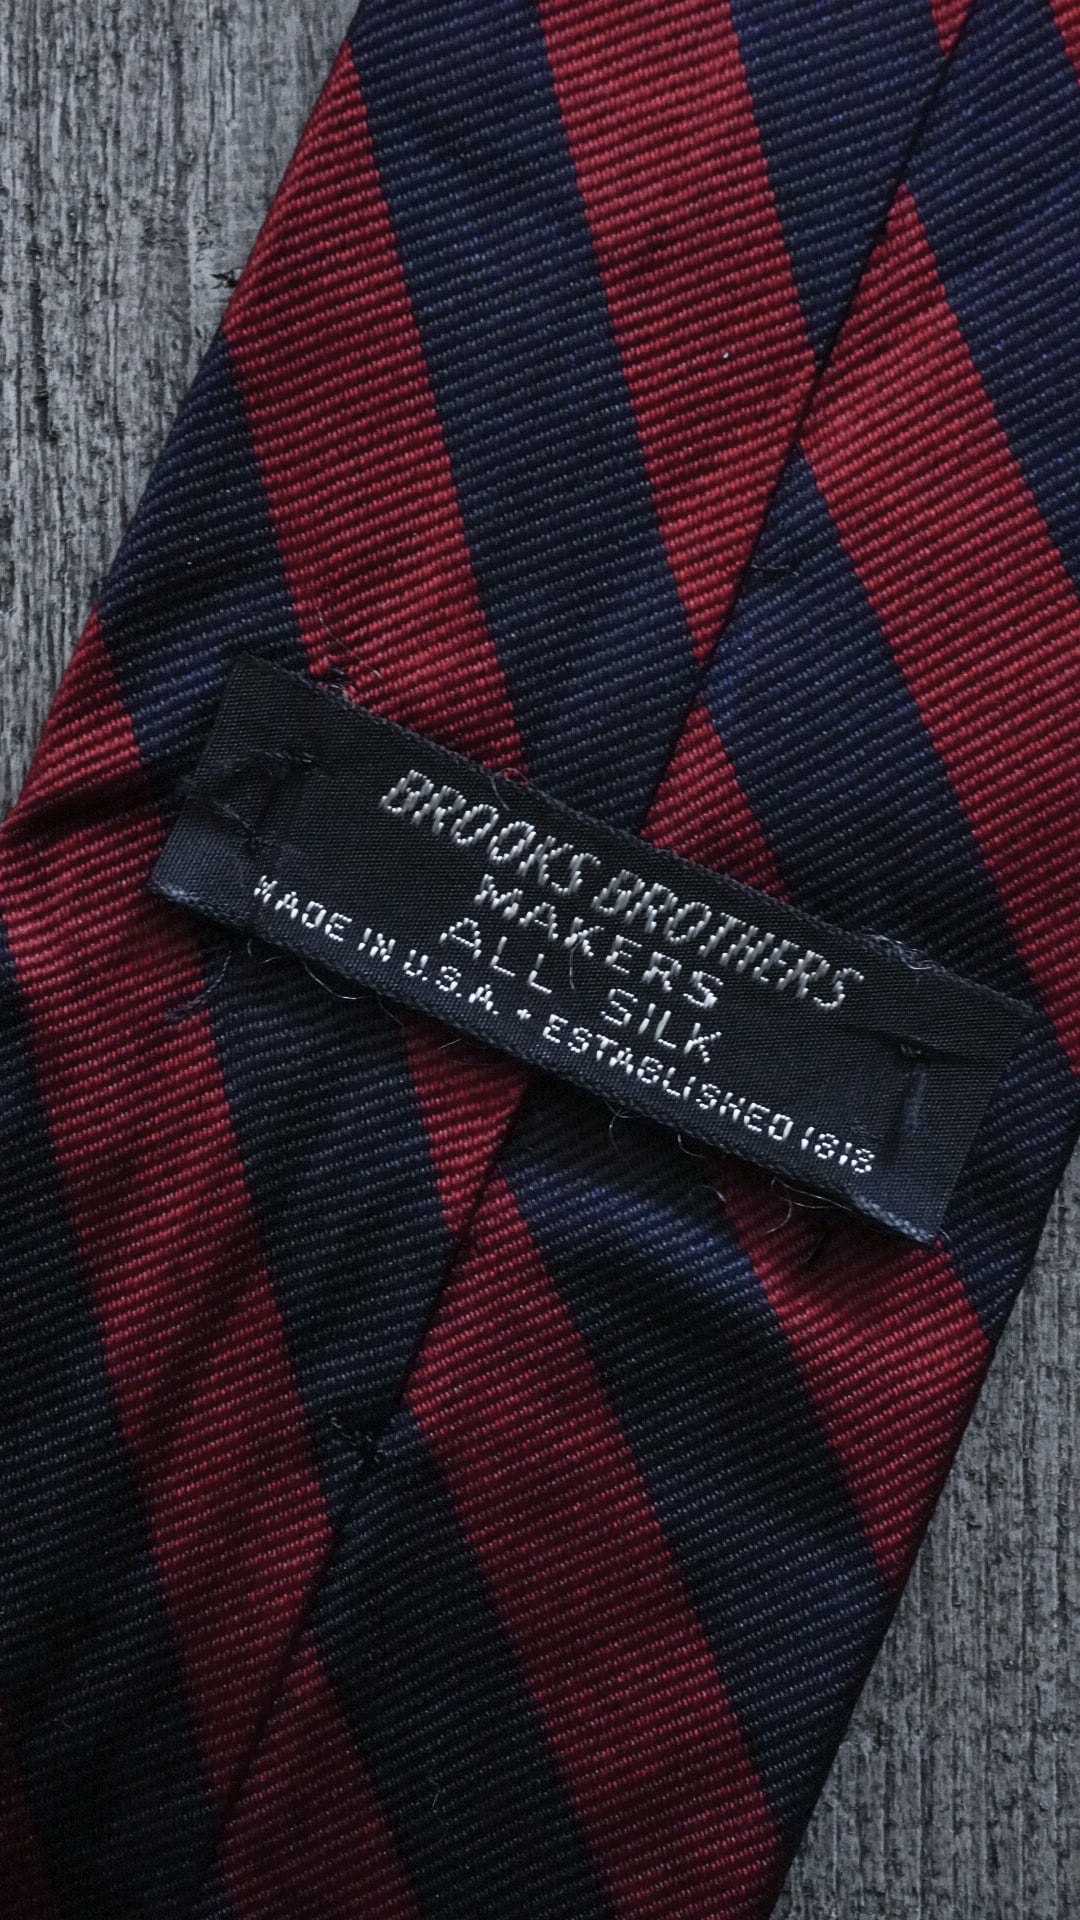 BROOKS BROTHERS
MAKERS
ALL SILK
MADE IN U.S.A. • ESTABLISHED 1818